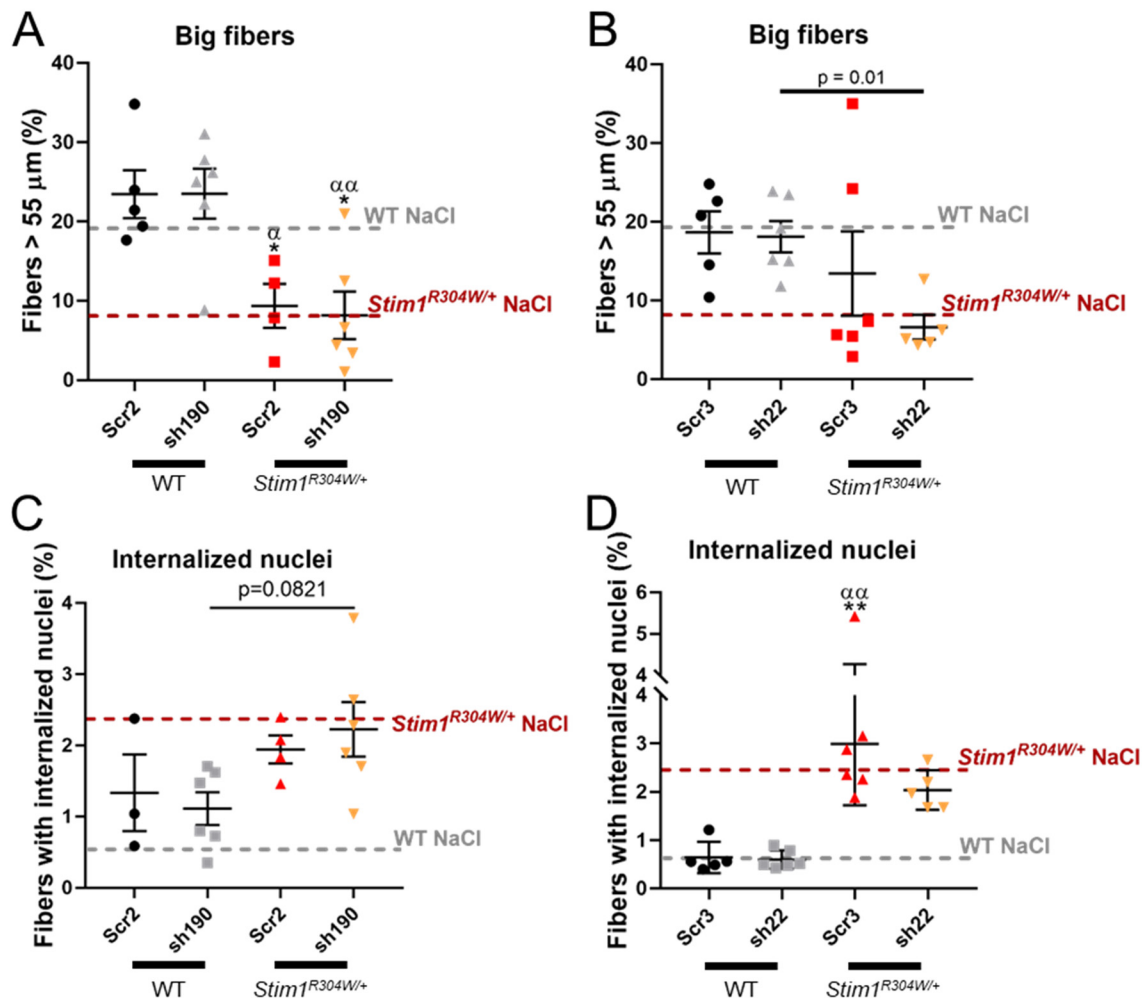 A
Big fibers
Fibers > 55 µm (%)
40
30
20
10
0
αα
*
α
*
WT NaCl
Stim1R304W/+ NaCl
Scr2
sh190
Scr2
sh190
WT
Stim1R304W/+
B
Big fibers
Fibers > 55 µm (%)
40
30
20
10
0
p = 0.01
WT NaCl
Stim1R304W/+ NaCl
Scr3
sh22
Scr3
sh22
WT
Stim1R304W/+
C
Internalized nuclei
Fibers with internalized nuclei (%)
4
3
2
1
0
p=0.0821
Stim1R304W/+ NaCl
WT NaCl
Scr2
sh190
Scr2
sh190
WT
Stim1R304W/+
D
Internalized nuclei
Fibers with internalized nuclei (%)
6
5
4
4
3
2
1
0
αα
**
Stim1R304W/+ NaCl
WT NaCl
Scr3
sh22
Scr3
sh22
WT
Stim1R304W/+